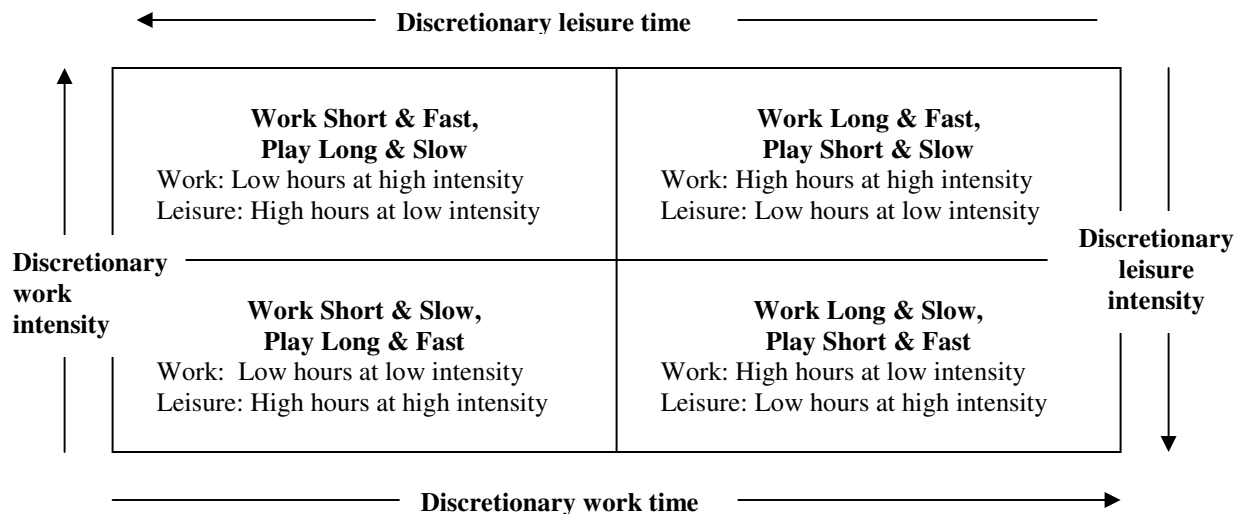 Discretionary leisure time
Work Short & Fast,
Play Long & Slow
Work: Low hours at high intensity
Leisure: High hours at low intensity
Work Long & Fast,
Play Short & Slow
Work: High hours at high intensity
Leisure: Low hours at low intensity
Discretionary
work
intensity
Discretionary
leisure
intensity
Work Short & Slow,
Play Long & Fast
Work: Low hours at low intensity
Leisure: High hours at high intensity
Work Long & Slow,
Play Short & Fast
Work: High hours at low intensity
Leisure: Low hours at high intensity
Discretionary work time